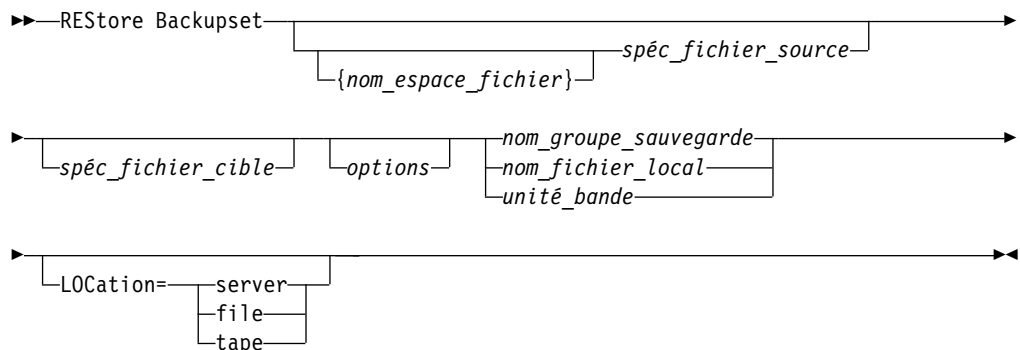 REStore Backupset
spéc_fichier_source
{nom_espace_fichier}
nom_groupe_sauvegarde
spéc_fichier_cible options nom_fichier_local
unité_bande
LOCation= server
file
tape